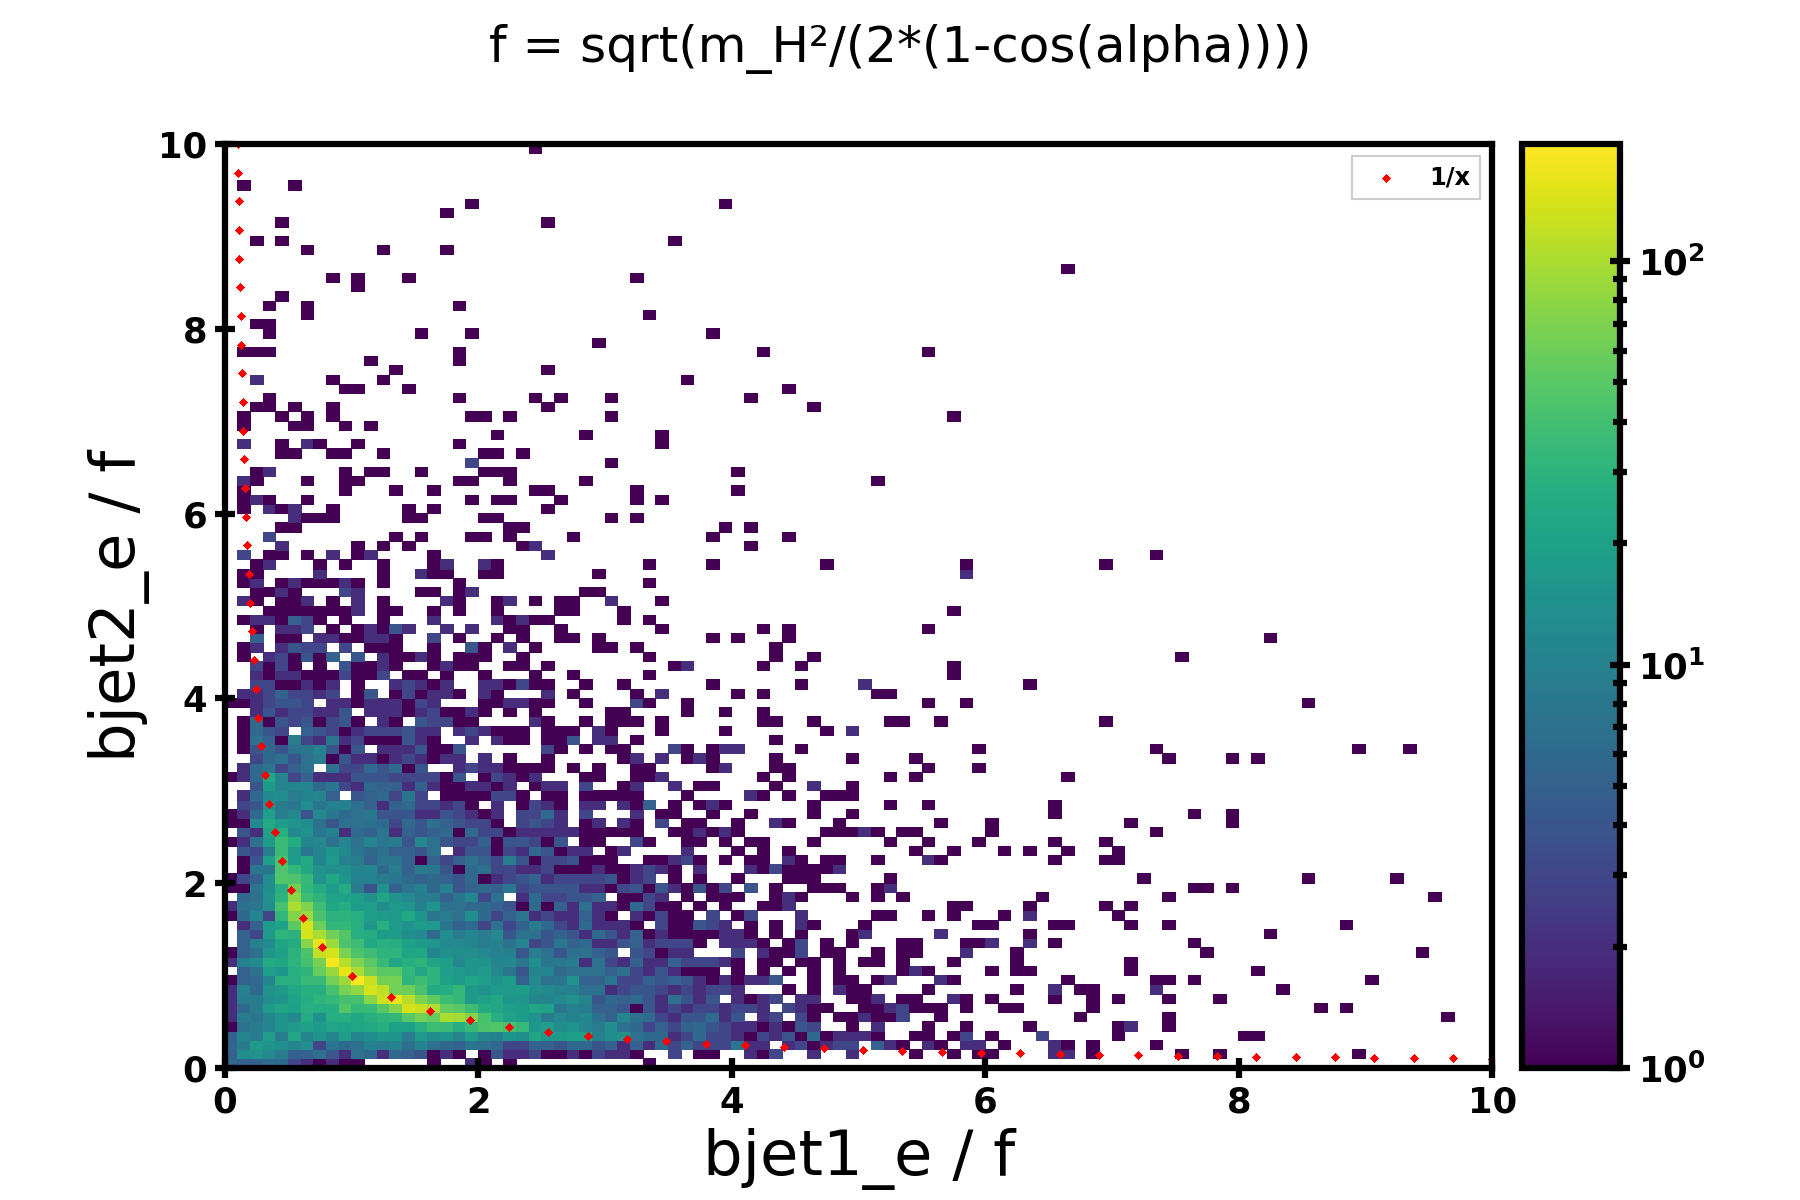 f = sqrt(m_H²/(2*(1-cos(alpha))))
10
8
6
4
2
0
bjet2_e / f
1/x
10²
10¹
10⁰
0 2 4 6 8 10
bjet1_e / f